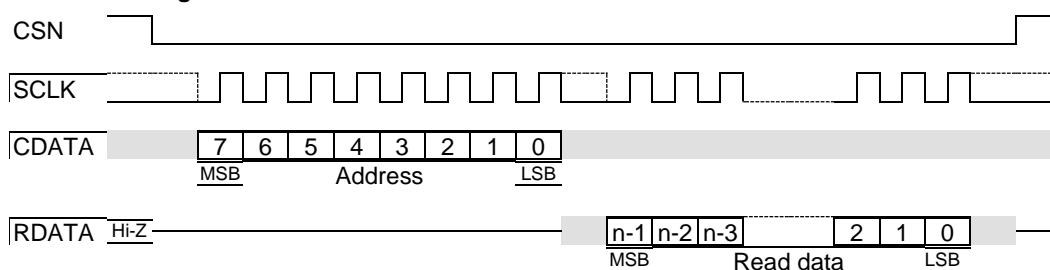 CSN
SCLK
CDATA 7 6 5 4 3 2 1 0
MSB Address LSB
RDATA Hi-Z n-1 n-2 n-3 2 1 0
MSB Read data LSB